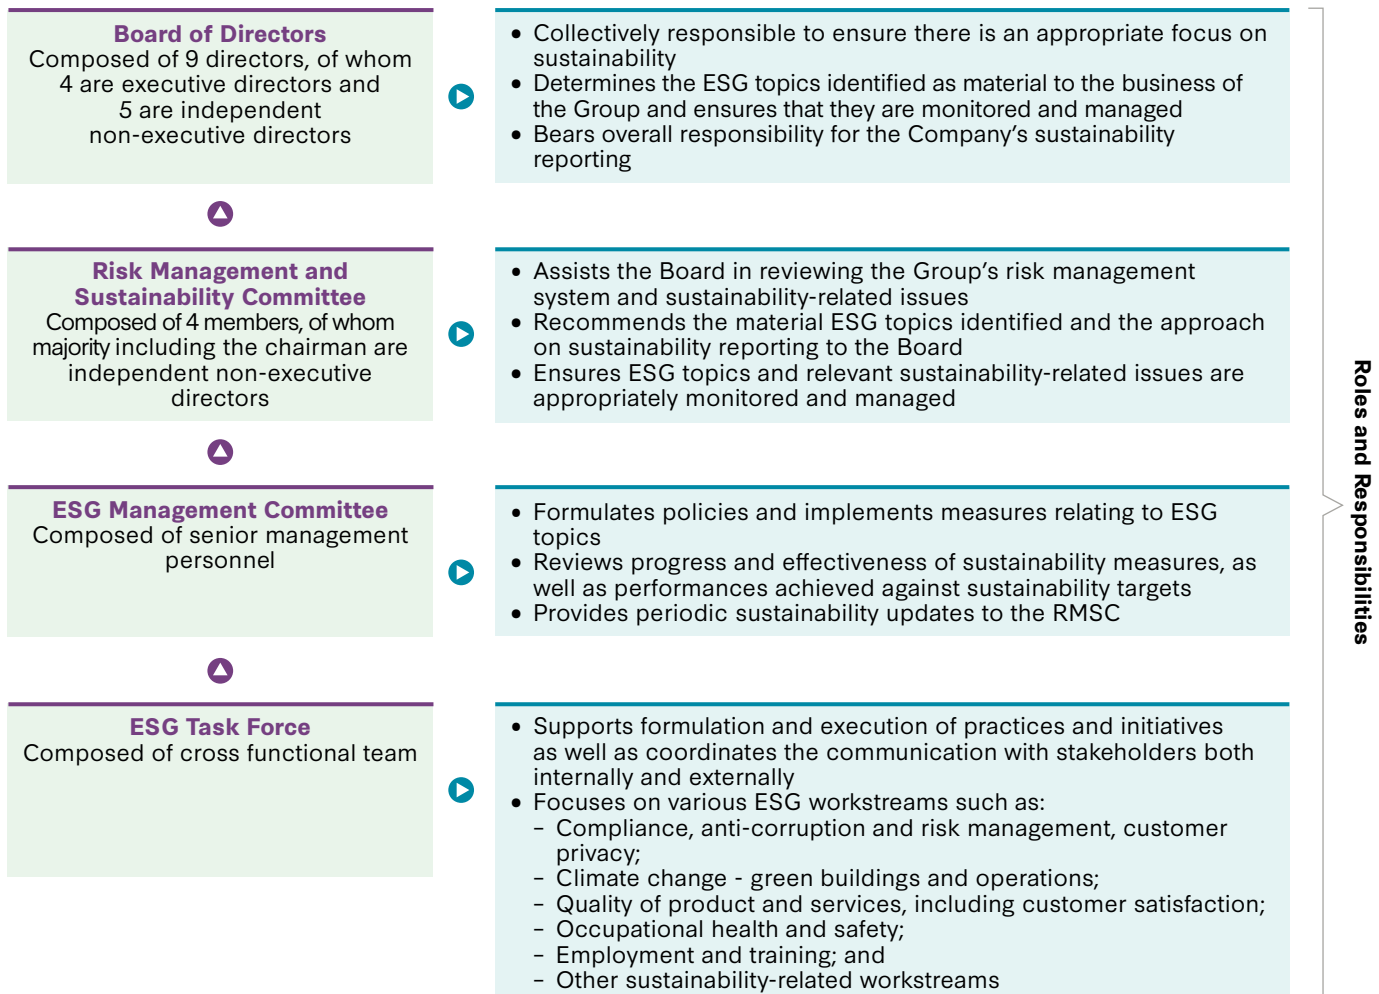 Board of Directors
Composed of 9 directors, of whom
4 are executive directors and
5 are independent
non-executive directors
• Collectively responsible to ensure there is an appropriate focus on
sustainability
• Determines the ESG topics identified as material to the business of
the Group and ensures that they are monitored and managed
• Bears overall responsibility for the Company’s sustainability
reporting
Risk Management and
Sustainability Committee
Composed of 4 members, of whom
majority including the chairman are
independent non-executive
directors
• Assists the Board in reviewing the Group’s risk management
system and sustainability-related issues
• Recommends the material ESG topics identified and the approach
on sustainability reporting to the Board
• Ensures ESG topics and relevant sustainability-related issues are
appropriately monitored and managed
ESG Management Committee
Composed of senior management
personnel
• Formulates policies and implements measures relating to ESG
topics
• Reviews progress and effectiveness of sustainability measures, as
well as performances achieved against sustainability targets
• Provides periodic sustainability updates to the RMSC
ESG Task Force
Composed of cross functional team
• Supports formulation and execution of practices and initiatives
as well as coordinates the communication with stakeholders both
internally and externally
• Focuses on various ESG workstreams such as:
– Compliance, anti-corruption and risk management, customer
privacy;
– Climate change - green buildings and operations;
– Quality of product and services, including customer satisfaction;
– Occupational health and safety;
– Employment and training; and
– Other sustainability-related workstreams
Roles and Responsibilities